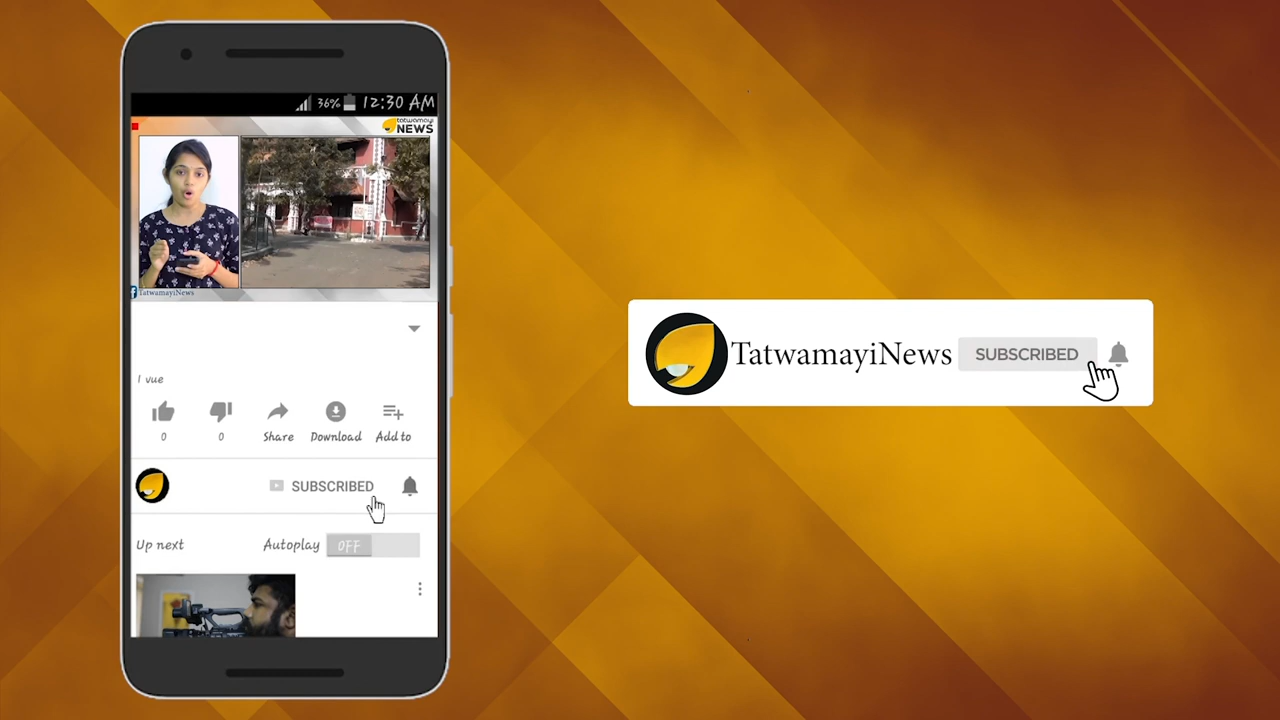 36% 12:30 AM
tatwamayi
NEWS
TatwamayiNews
1 vue
0 0 Share Download Add to
SUBSCRIBED
Up next Autoplay OFF
TatwamayiNews SUBSCRIBED